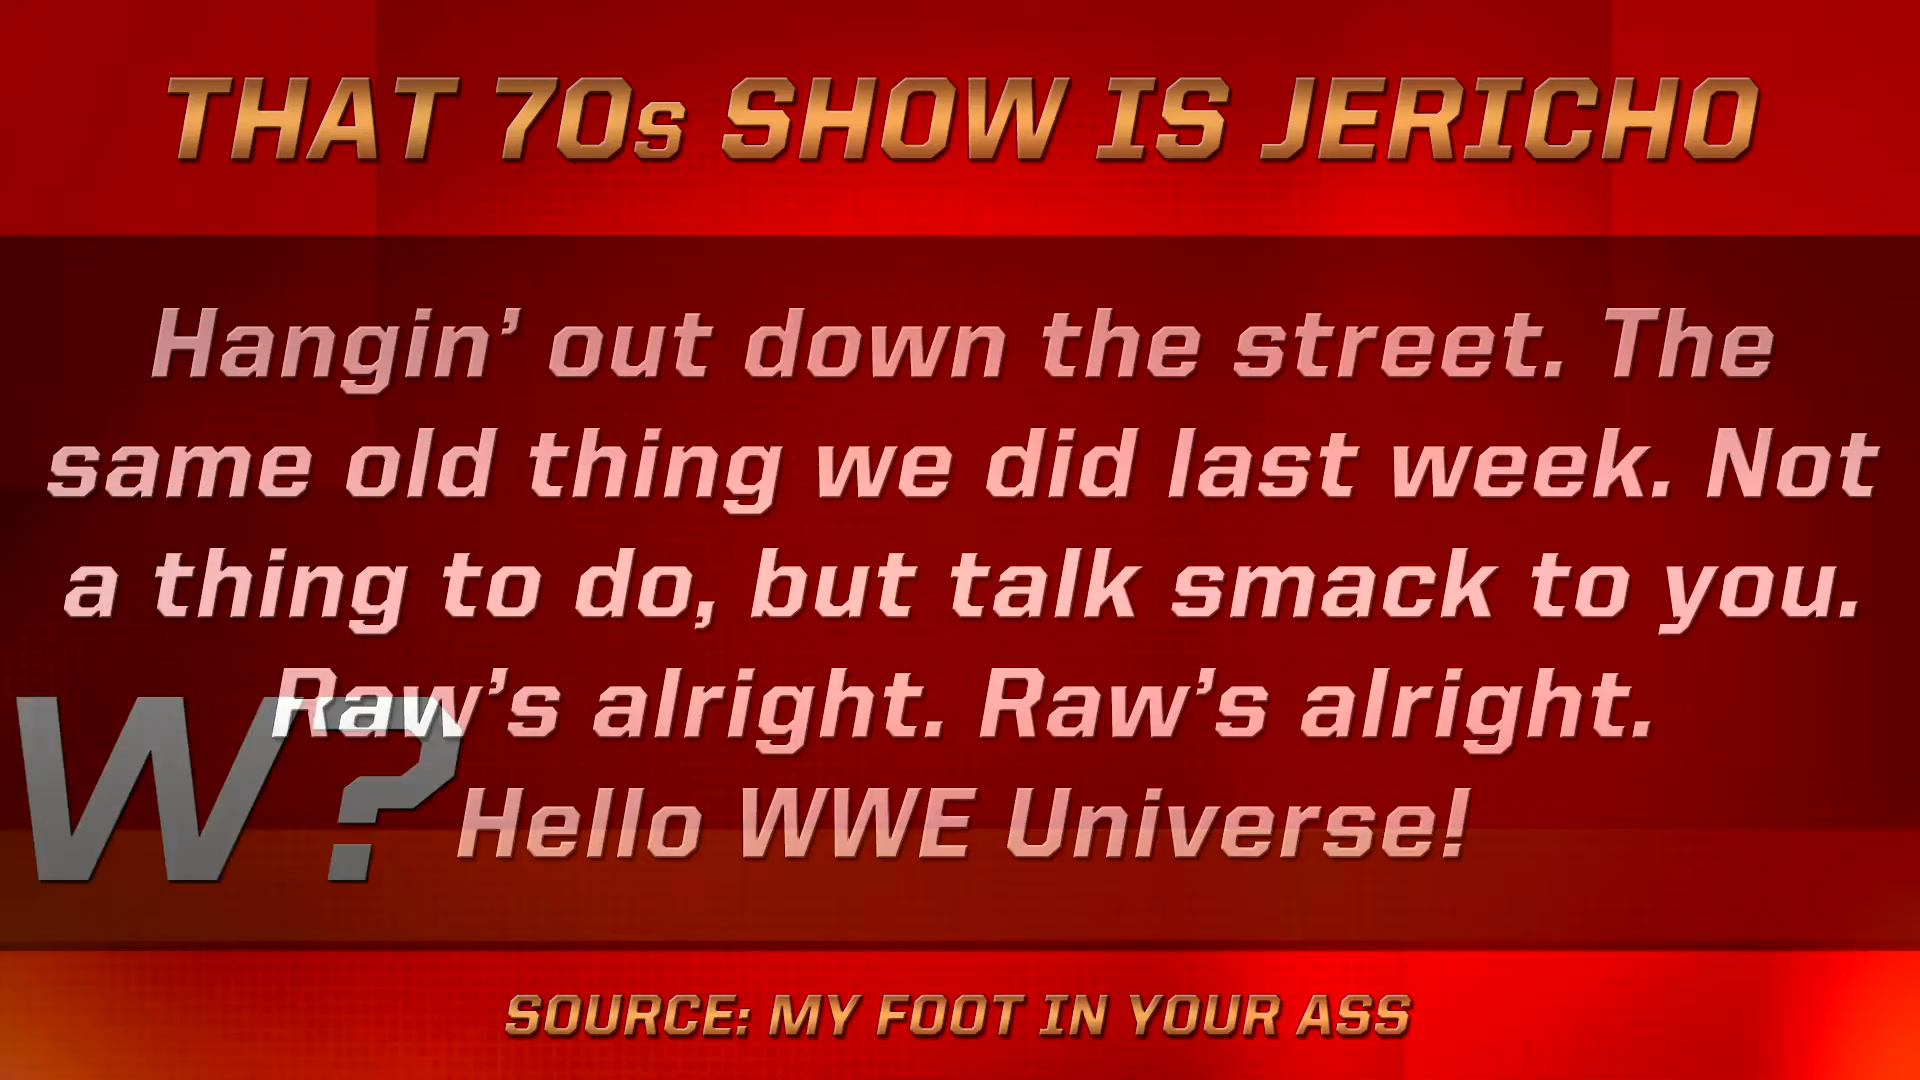 THAT 70s SHOW IS JERICHO
Hangin’ out down the street. The
same old thing we did last week. Not
a thing to do, but talk smack to you.
Raw’s alright. Raw’s alright.
W?
Hello WWE Universe!
SOURCE: MY FOOT IN YOUR ASS